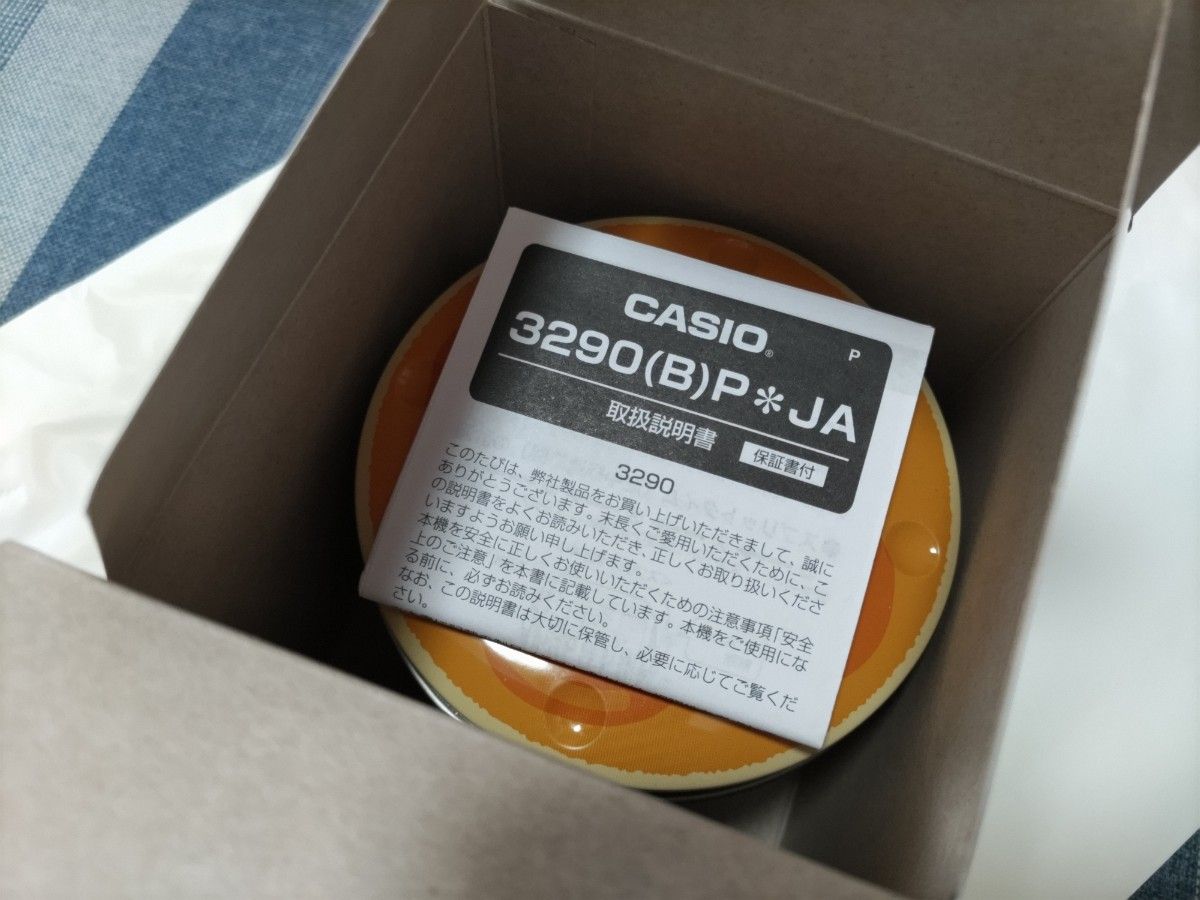 CASIO®
P
3290(B)P＊JA
取扱説明書 保証書付
3290
このたびは、弊社製品をお買い上げいただきまして、誠に
ありがとうございます。末長くご愛用いただくために、こ
の説明書をよくお読みいただき、正しくお取り扱いくださ
いますようお願い申し上げます。
本機を安全に正しくお使いいただくための注意事項「安全
上のご注意」を本書に記載しています。本機をご使用にな
る前に、必ずお読みください。
なお、この説明書は大切に保管し、必要に応じてご覧くだ
さい。